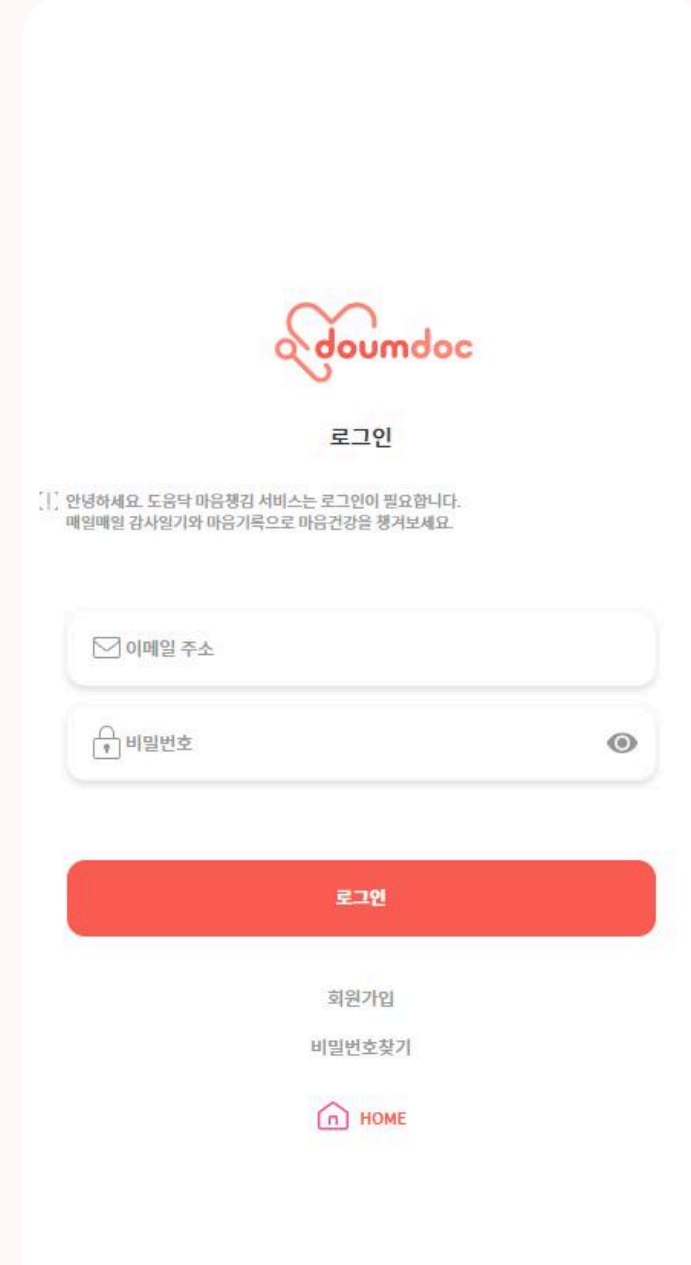 doumdoc
로그인
[!] 안녕하세요. 도음닥 마음챙김 서비스는 로그인이 필요합니다.
매일매일 감사일기와 마음기록으로 마음건강을 챙겨보세요.
이메일 주소
비밀번호
로그인
회원가입
비밀번호찾기
HOME